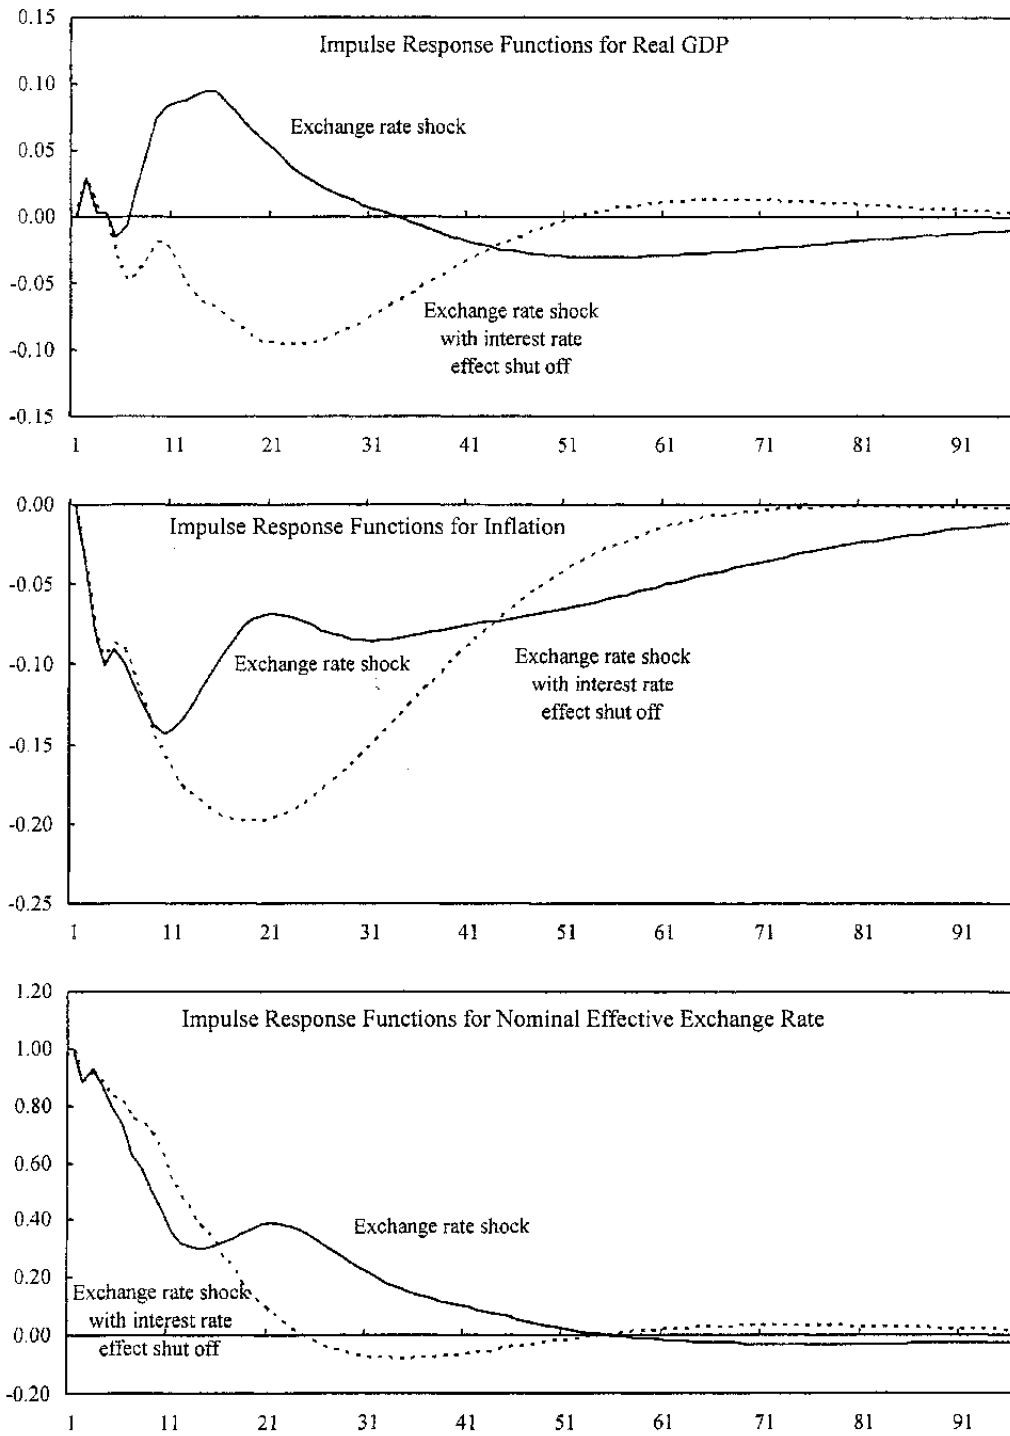 0.15
Impulse Response Functions for Real GDP
0.10
Exchange rate shock
0.05
0.00
-0.05
Exchange rate shock
with interest rate
effect shut off
-0.10
-0.15
1 11 21 31 41 51 61 71 81 91
0.00
Impulse Response Functions for Inflation
-0.05
Exchange rate shock
Exchange rate shock
with interest rate
effect shut off
-0.10
-0.15
-0.20
-0.25
1 11 21 31 41 51 61 71 81 91
1.20
Impulse Response Functions for Nominal Effective Exchange Rate
1.00
0.80
0.60
0.40
Exchange rate shock
0.20
Exchange rate shock
with interest rate
effect shut off
0.00
-0.20
1 11 21 31 41 51 61 71 81 91